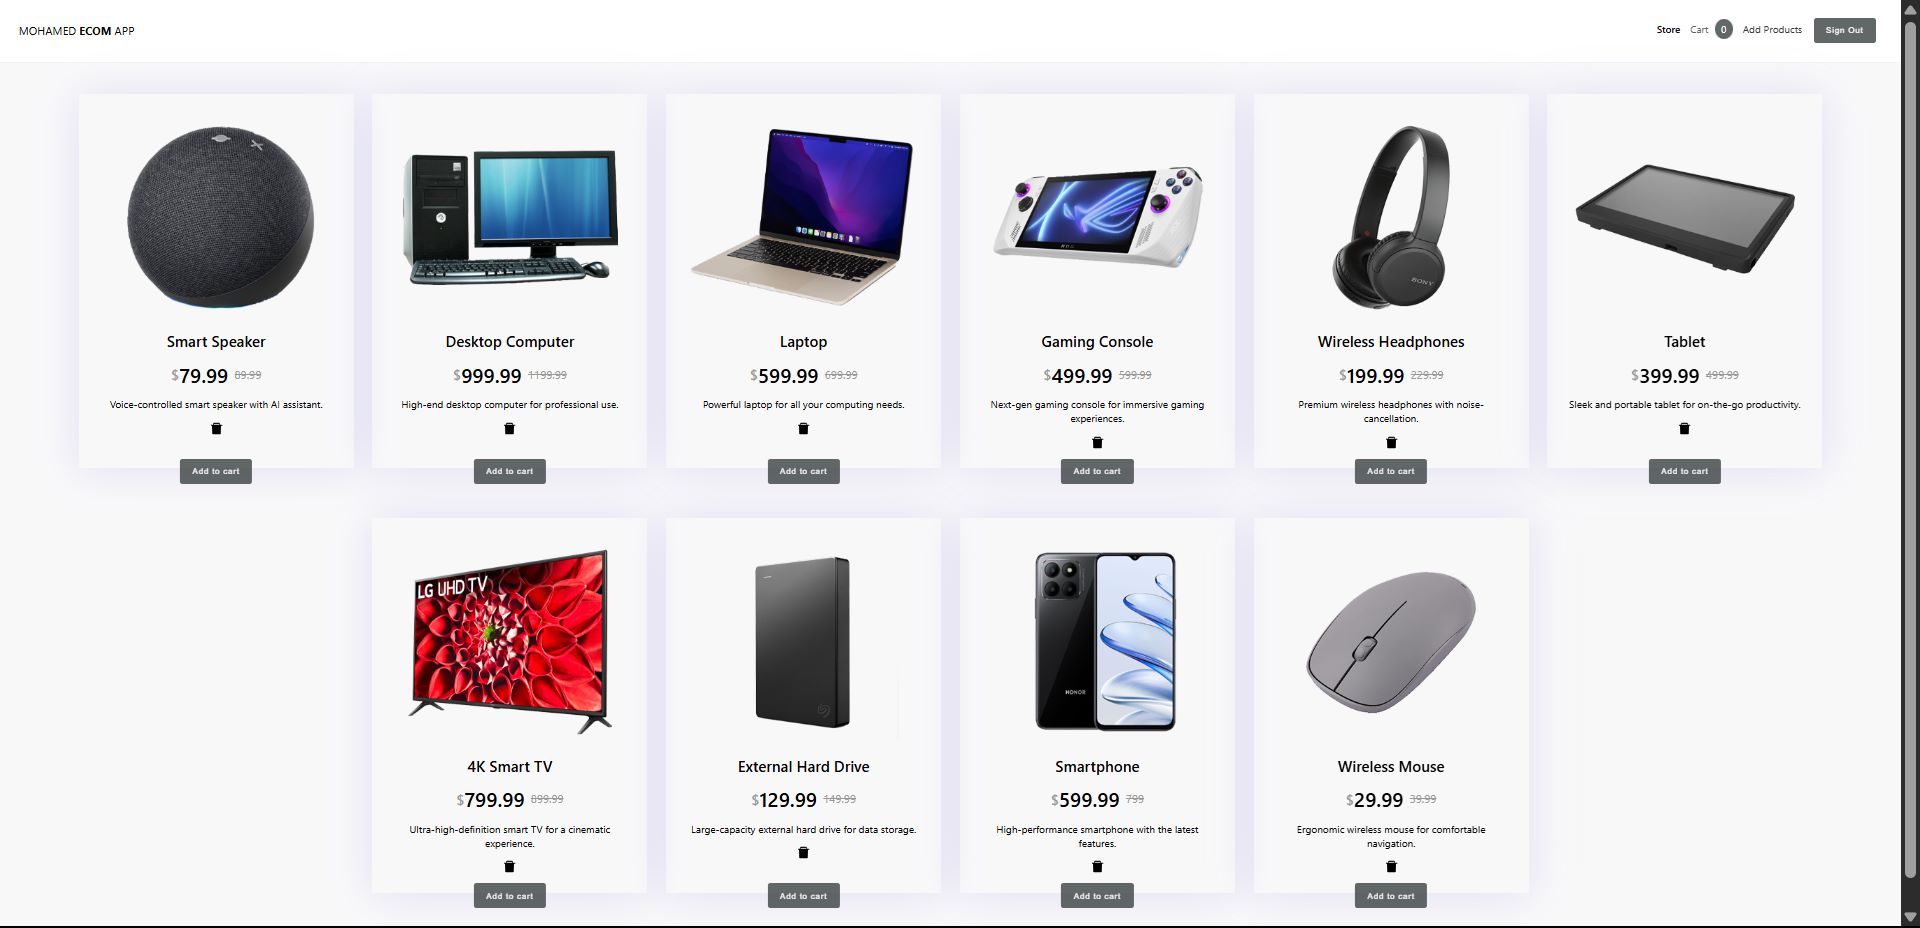 MOHAMED ECOM APP
Store Cart 0 Add Products Sign Out
Smart Speaker
$79.99 89.99
Voice-controlled smart speaker with AI assistant.
Add to cart
Desktop Computer
$999.99 1199.99
High-end desktop computer for professional use.
Add to cart
Laptop
$599.99 699.99
Powerful laptop for all your computing needs.
Add to cart
Gaming Console
$499.99 599.99
Next-gen gaming console for immersive gaming
experiences.
Add to cart
SONY
Wireless Headphones
$199.99 229.99
Premium wireless headphones with noise-
cancellation.
Add to cart
Tablet
$399.99 499.99
Sleek and portable tablet for on-the-go productivity.
Add to cart
LG UHD TV
4K Smart TV
$799.99 899.99
Ultra-high-definition smart TV for a cinematic
experience.
Add to cart
External Hard Drive
$129.99 149.99
Large-capacity external hard drive for data storage.
Add to cart
HONOR
Smartphone
$599.99 799
High-performance smartphone with the latest
features.
Add to cart
Wireless Mouse
$29.99 39.99
Ergonomic wireless mouse for comfortable
navigation.
Add to cart